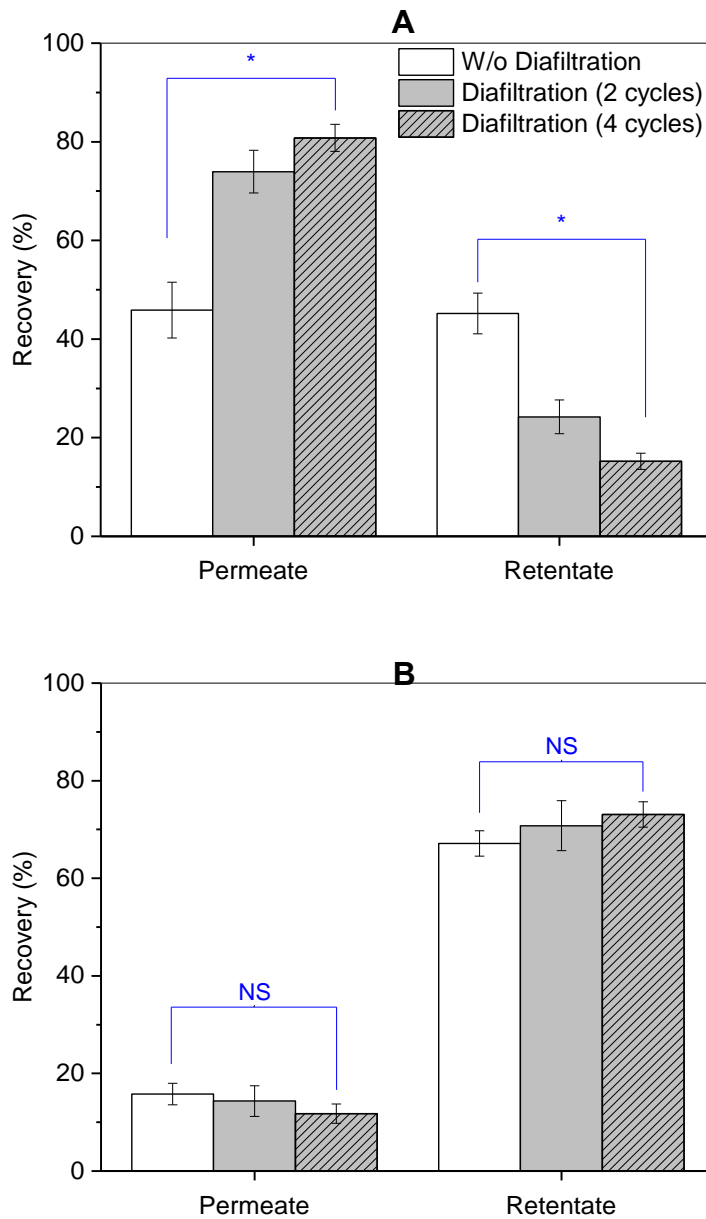 A
100
80
60
40
20
0
Recovery (%)
*
W/o Diafiltration
Diafiltration (2 cycles)
Diafiltration (4 cycles)
*
Permeate
Retentate
B
100
80
60
40
20
0
Recovery (%)
NS
NS
Permeate
Retentate